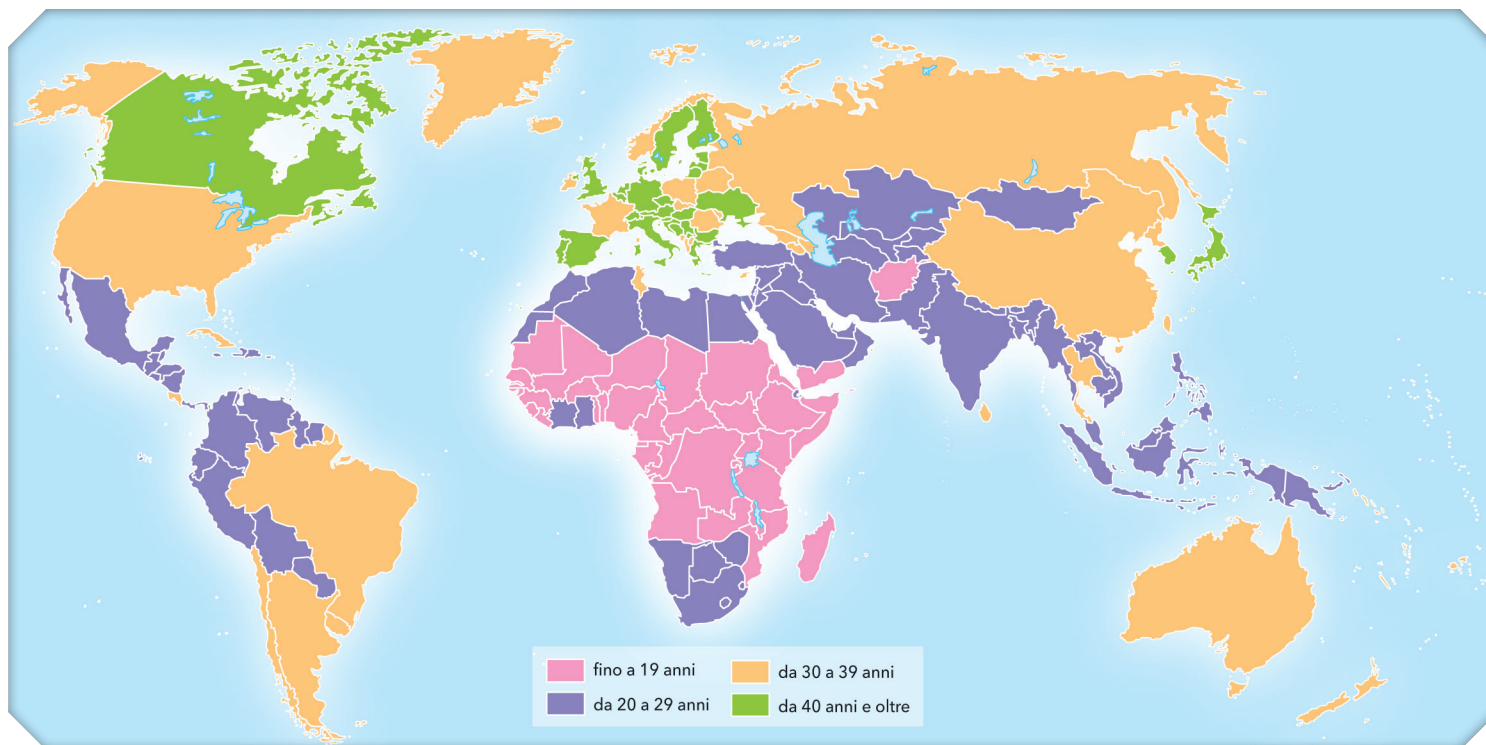 fino a 19 anni
da 20 a 29 anni
da 30 a 39 anni
da 40 anni e oltre